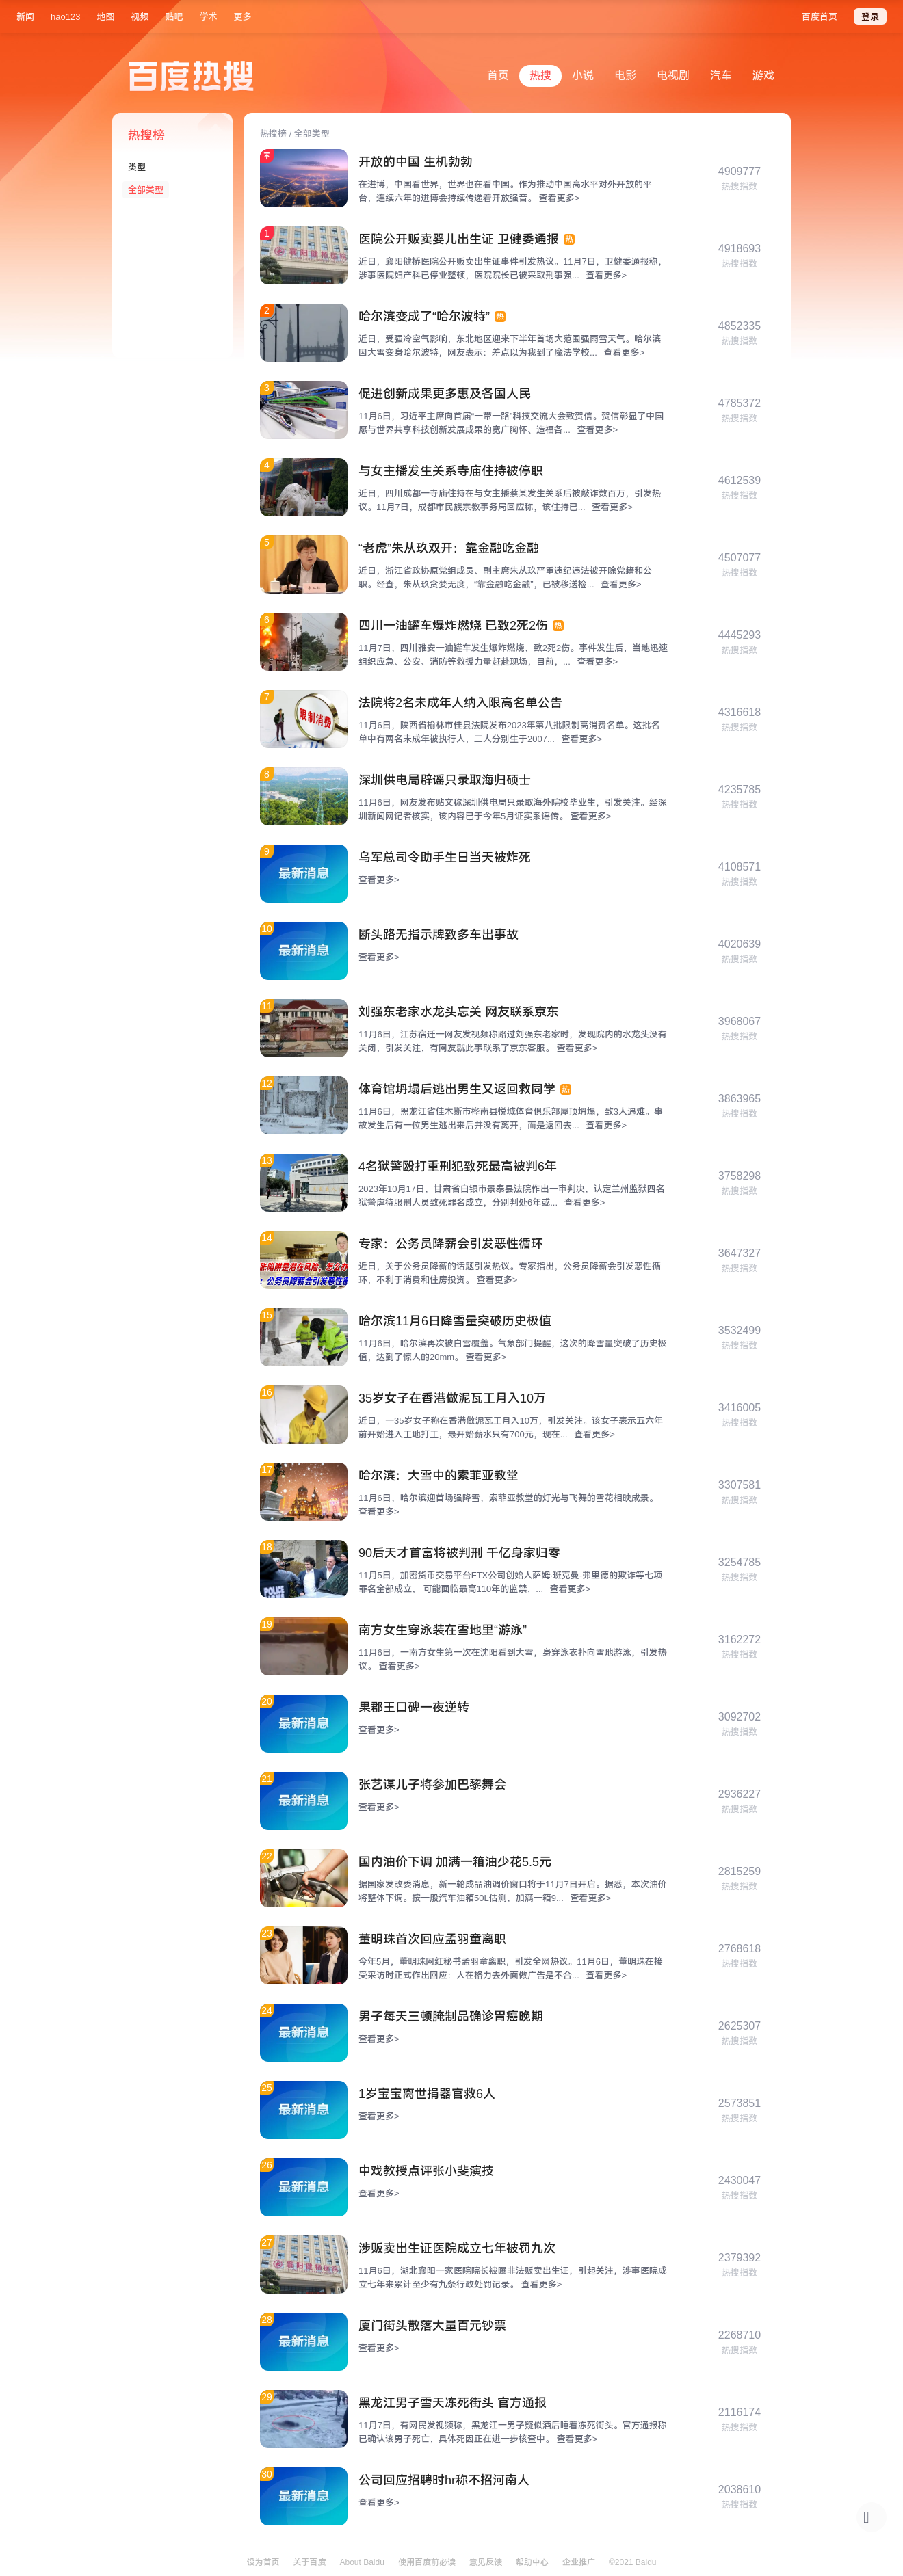 新闻 hao123 地图 视频 贴吧 学术 更多 百度首页 登录
百度热搜
首页 热搜 小说 电影 电视剧 汽车 游戏
热搜榜
类型
全部类型
热搜榜 / 全部类型
开放的中国 生机勃勃
在进博，中国看世界，世界也在看中国。作为推动中国高水平对外开放的平
台，连续六年的进博会持续传递着开放强音。 查看更多>
4909777
热搜指数
1
医院公开贩卖婴儿出生证 卫健委通报 热
近日，襄阳健桥医院公开贩卖出生证事件引发热议。11月7日，卫健委通报称，
涉事医院妇产科已停业整顿，医院院长已被采取刑事强... 查看更多>
4918693
热搜指数
2
哈尔滨变成了“哈尔波特” 热
近日，受强冷空气影响，东北地区迎来下半年首场大范围强雨雪天气。哈尔滨
因大雪变身哈尔波特，网友表示：差点以为我到了魔法学校... 查看更多>
4852335
热搜指数
3
促进创新成果更多惠及各国人民
11月6日，习近平主席向首届“一带一路”科技交流大会致贺信。贺信彰显了中国
愿与世界共享科技创新发展成果的宽广胸怀、造福各... 查看更多>
4785372
热搜指数
4
与女主播发生关系寺庙住持被停职
近日，四川成都一寺庙住持在与女主播蔡某发生关系后被敲诈数百万，引发热
议。11月7日，成都市民族宗教事务局回应称，该住持已... 查看更多>
4612539
热搜指数
5
“老虎”朱从玖双开：靠金融吃金融
近日，浙江省政协原党组成员、副主席朱从玖严重违纪违法被开除党籍和公
职。经查，朱从玖贪婪无度，“靠金融吃金融”，已被移送检... 查看更多>
4507077
热搜指数
6
四川一油罐车爆炸燃烧 已致2死2伤 热
11月7日，四川雅安一油罐车发生爆炸燃烧，致2死2伤。事件发生后，当地迅速
组织应急、公安、消防等救援力量赶赴现场，目前，... 查看更多>
4445293
热搜指数
7
限制消费
法院将2名未成年人纳入限高名单公告
11月6日，陕西省榆林市佳县法院发布2023年第八批限制高消费名单。这批名
单中有两名未成年被执行人，二人分别生于2007... 查看更多>
4316618
热搜指数
8
深圳供电局辟谣只录取海归硕士
11月6日，网友发布贴文称深圳供电局只录取海外院校毕业生，引发关注。经深
圳新闻网记者核实，该内容已于今年5月证实系谣传。 查看更多>
4235785
热搜指数
9
最新消息
乌军总司令助手生日当天被炸死
查看更多>
4108571
热搜指数
10
最新消息
断头路无指示牌致多车出事故
查看更多>
4020639
热搜指数
11
刘强东老家水龙头忘关 网友联系京东
11月6日，江苏宿迁一网友发视频称路过刘强东老家时，发现院内的水龙头没有
关闭，引发关注，有网友就此事联系了京东客服。 查看更多>
3968067
热搜指数
12
体育馆坍塌后逃出男生又返回救同学 热
11月6日，黑龙江省佳木斯市桦南县悦城体育俱乐部屋顶坍塌，致3人遇难。事
故发生后有一位男生逃出来后并没有离开，而是返回去... 查看更多>
3863965
热搜指数
13
4名狱警殴打重刑犯致死最高被判6年
2023年10月17日，甘肃省白银市景泰县法院作出一审判决，认定兰州监狱四名
狱警虐待服刑人员致死罪名成立，分别判处6年或... 查看更多>
3758298
热搜指数
14
专家：公务员降薪会引发恶性循环
近日，关于公务员降薪的话题引发热议。专家指出，公务员降薪会引发恶性循
环，不利于消费和住房投资。 查看更多>
3647327
热搜指数
15
哈尔滨11月6日降雪量突破历史极值
11月6日，哈尔滨再次被白雪覆盖。气象部门提醒，这次的降雪量突破了历史极
值，达到了惊人的20mm。 查看更多>
3532499
热搜指数
16
35岁女子在香港做泥瓦工月入10万
近日，一35岁女子称在香港做泥瓦工月入10万，引发关注。该女子表示五六年
前开始进入工地打工，最开始薪水只有700元，现在... 查看更多>
3416005
热搜指数
17
哈尔滨：大雪中的索菲亚教堂
11月6日，哈尔滨迎首场强降雪，索菲亚教堂的灯光与飞舞的雪花相映成景。
查看更多>
3307581
热搜指数
18
90后天才首富将被判刑 千亿身家归零
11月5日，加密货币交易平台FTX公司创始人萨姆·班克曼-弗里德的欺诈等七项
罪名全部成立， 可能面临最高110年的监禁，... 查看更多>
3254785
热搜指数
19
南方女生穿泳装在雪地里“游泳”
11月6日，一南方女生第一次在沈阳看到大雪，身穿泳衣扑向雪地游泳，引发热
议。 查看更多>
3162272
热搜指数
20
最新消息
果郡王口碑一夜逆转
查看更多>
3092702
热搜指数
21
最新消息
张艺谋儿子将参加巴黎舞会
查看更多>
2936227
热搜指数
22
国内油价下调 加满一箱油少花5.5元
据国家发改委消息，新一轮成品油调价窗口将于11月7日开启。据悉，本次油价
将整体下调。按一般汽车油箱50L估测，加满一箱9... 查看更多>
2815259
热搜指数
23
董明珠首次回应孟羽童离职
今年5月，董明珠网红秘书孟羽童离职，引发全网热议。11月6日，董明珠在接
受采访时正式作出回应：人在格力去外面做广告是不合... 查看更多>
2768618
热搜指数
24
最新消息
男子每天三顿腌制品确诊胃癌晚期
查看更多>
2625307
热搜指数
25
最新消息
1岁宝宝离世捐器官救6人
查看更多>
2573851
热搜指数
26
最新消息
中戏教授点评张小斐演技
查看更多>
2430047
热搜指数
27
涉贩卖出生证医院成立七年被罚九次
11月6日，湖北襄阳一家医院院长被曝非法贩卖出生证，引起关注，涉事医院成
立七年来累计至少有九条行政处罚记录。 查看更多>
2379392
热搜指数
28
最新消息
厦门街头散落大量百元钞票
查看更多>
2268710
热搜指数
29
黑龙江男子雪天冻死街头 官方通报
11月7日，有网民发视频称，黑龙江一男子疑似酒后睡着冻死街头。官方通报称
已确认该男子死亡，具体死因正在进一步核查中。 查看更多>
2116174
热搜指数
30
最新消息
公司回应招聘时hr称不招河南人
查看更多>
2038610
热搜指数
设为首页 关于百度 About Baidu 使用百度前必读 意见反馈 帮助中心 企业推广 ©2021 Baidu